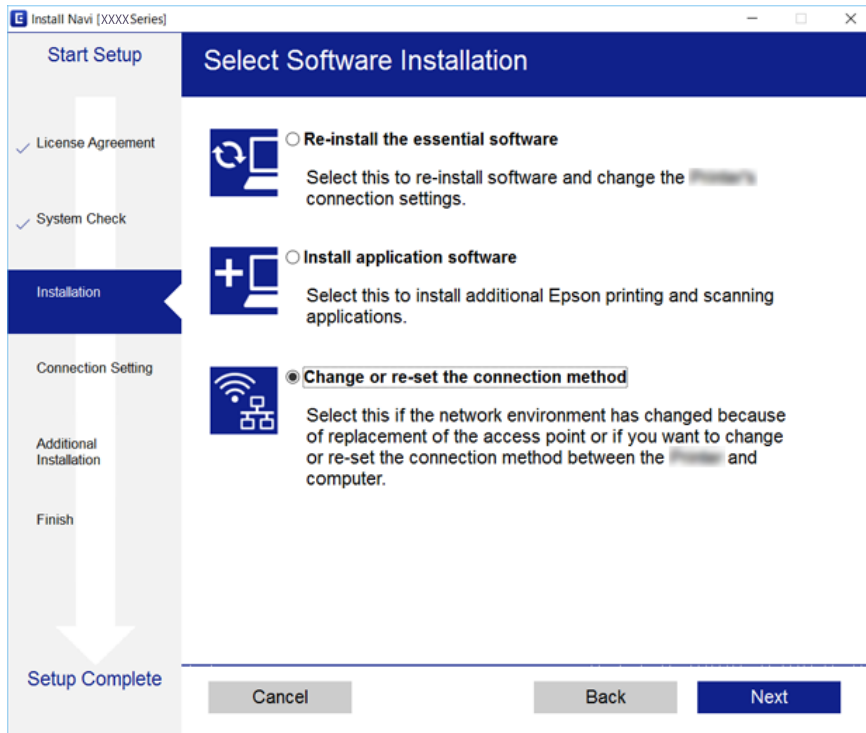 E Install Navi [XXXX Series]
Start Setup
Select Software Installation
License Agreement
System Check
Installation
Connection Setting
Additional
Installation
Finish
Setup Complete
Re-install the essential software
Select this to re-install software and change the
connection settings.
Install application software
Select this to install additional Epson printing and scanning
applications.
Change or re-set the connection method
Select this if the network environment has changed because
of replacement of the access point or if you want to change
or re-set the connection method between the and
computer.
Cancel
Back
Next